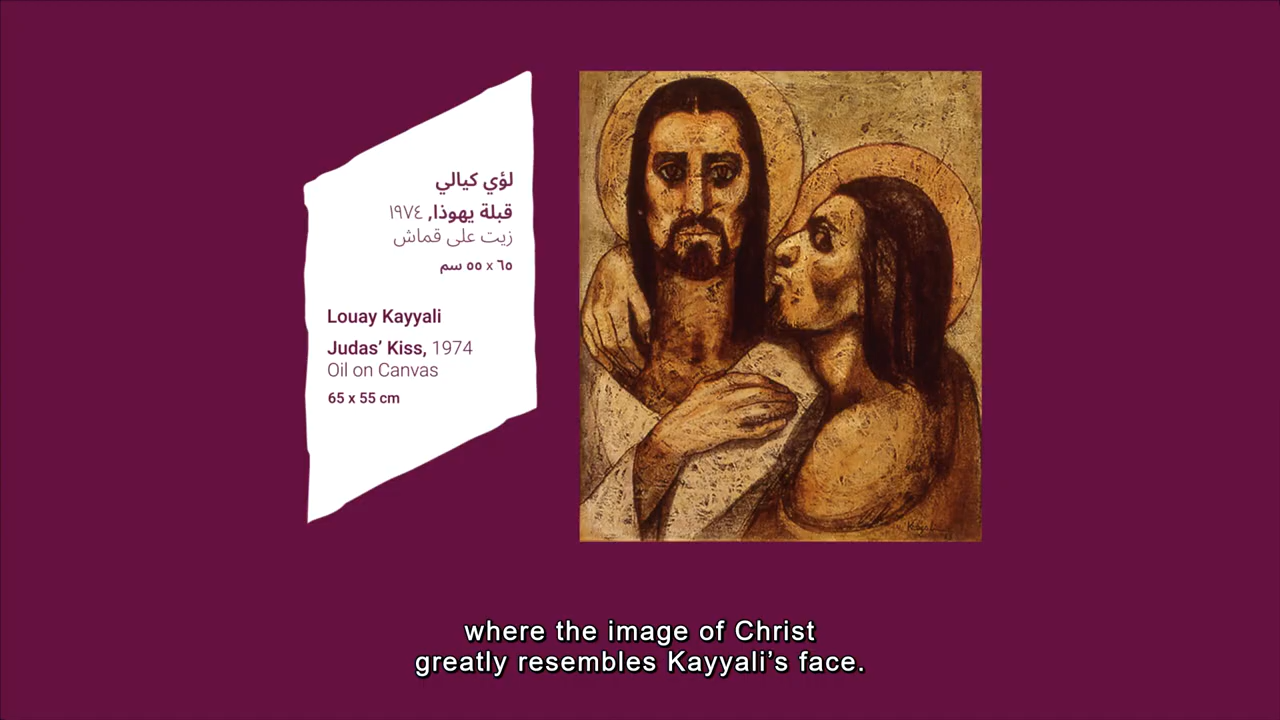 لؤي كيالي
قبلة يهوذا, ١٩٧٤
زيت على قماش
٦٥ x ٥٥ سم
Louay Kayyali
Judas’ Kiss, 1974
Oil on Canvas
65 x 55 cm
where the image of Christ
greatly resembles Kayyali’s face.